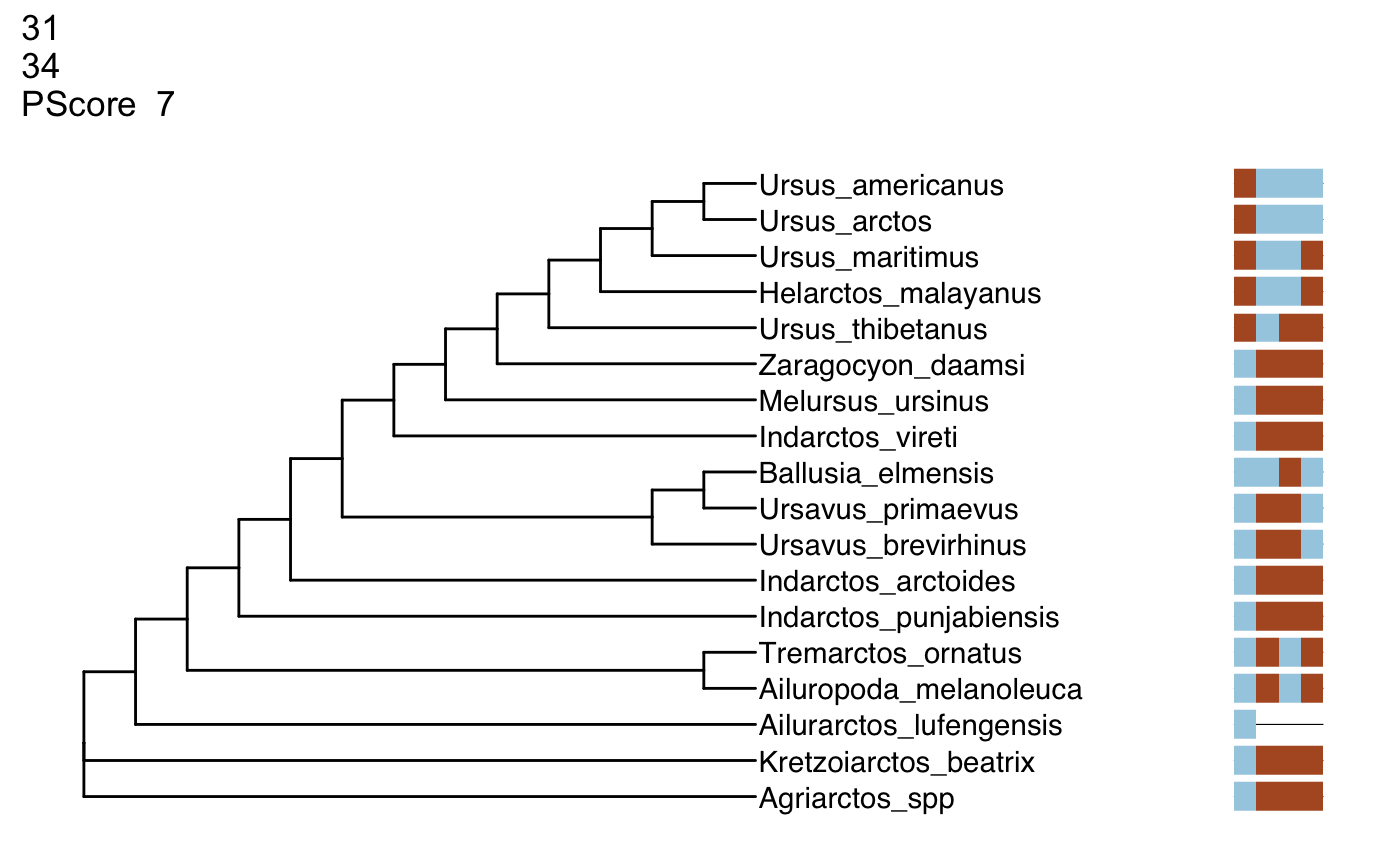 31
34
PScore 7
Ursus_americanus
Ursus_arctos
Ursus_maritimus
Helarctos_malayanus
Ursus_thibetanus
Zaragocyon_daamsi
Melursus_ursinus
Indarctos_vireti
Ballusia_elmensis
Ursavus_primaevus
Ursavus_brevirhinus
Indarctos_arctoides
Indarctos_punjabiensis
Tremarctos_ornatus
Ailuropoda_melanoleuca
Ailurarctos_lufengensis
Kretzoiarctos_beatrix
Agriarctos_spp